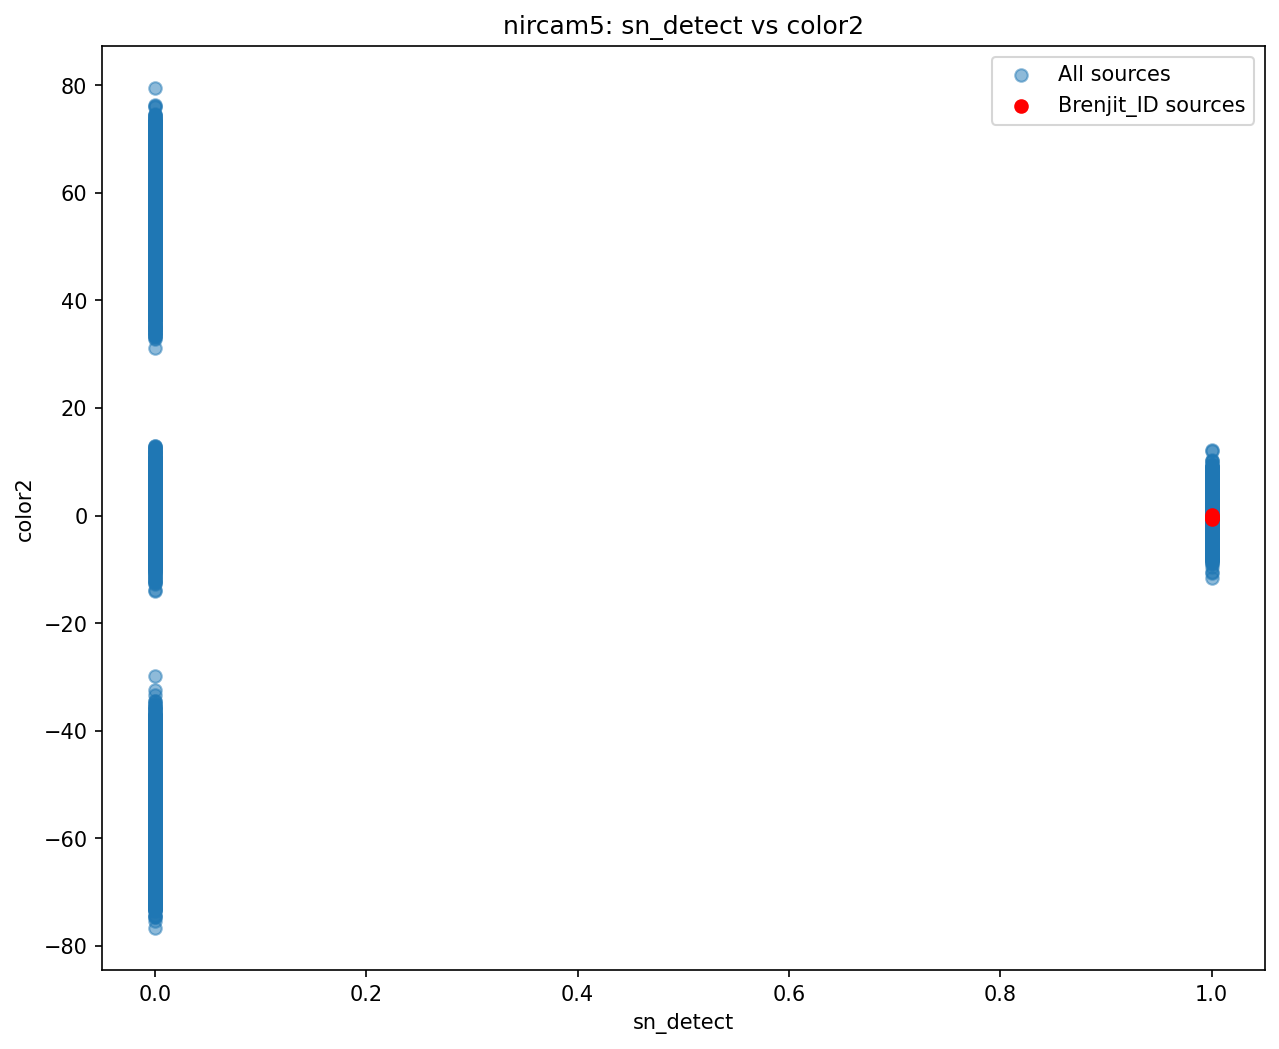 nircam5: sn_detect vs color2
All sources
Brenjit_ID sources
80
60
40
20
0
−20
−40
−60
−80
color2
0.0 0.2 0.4 0.6 0.8 1.0
sn_detect